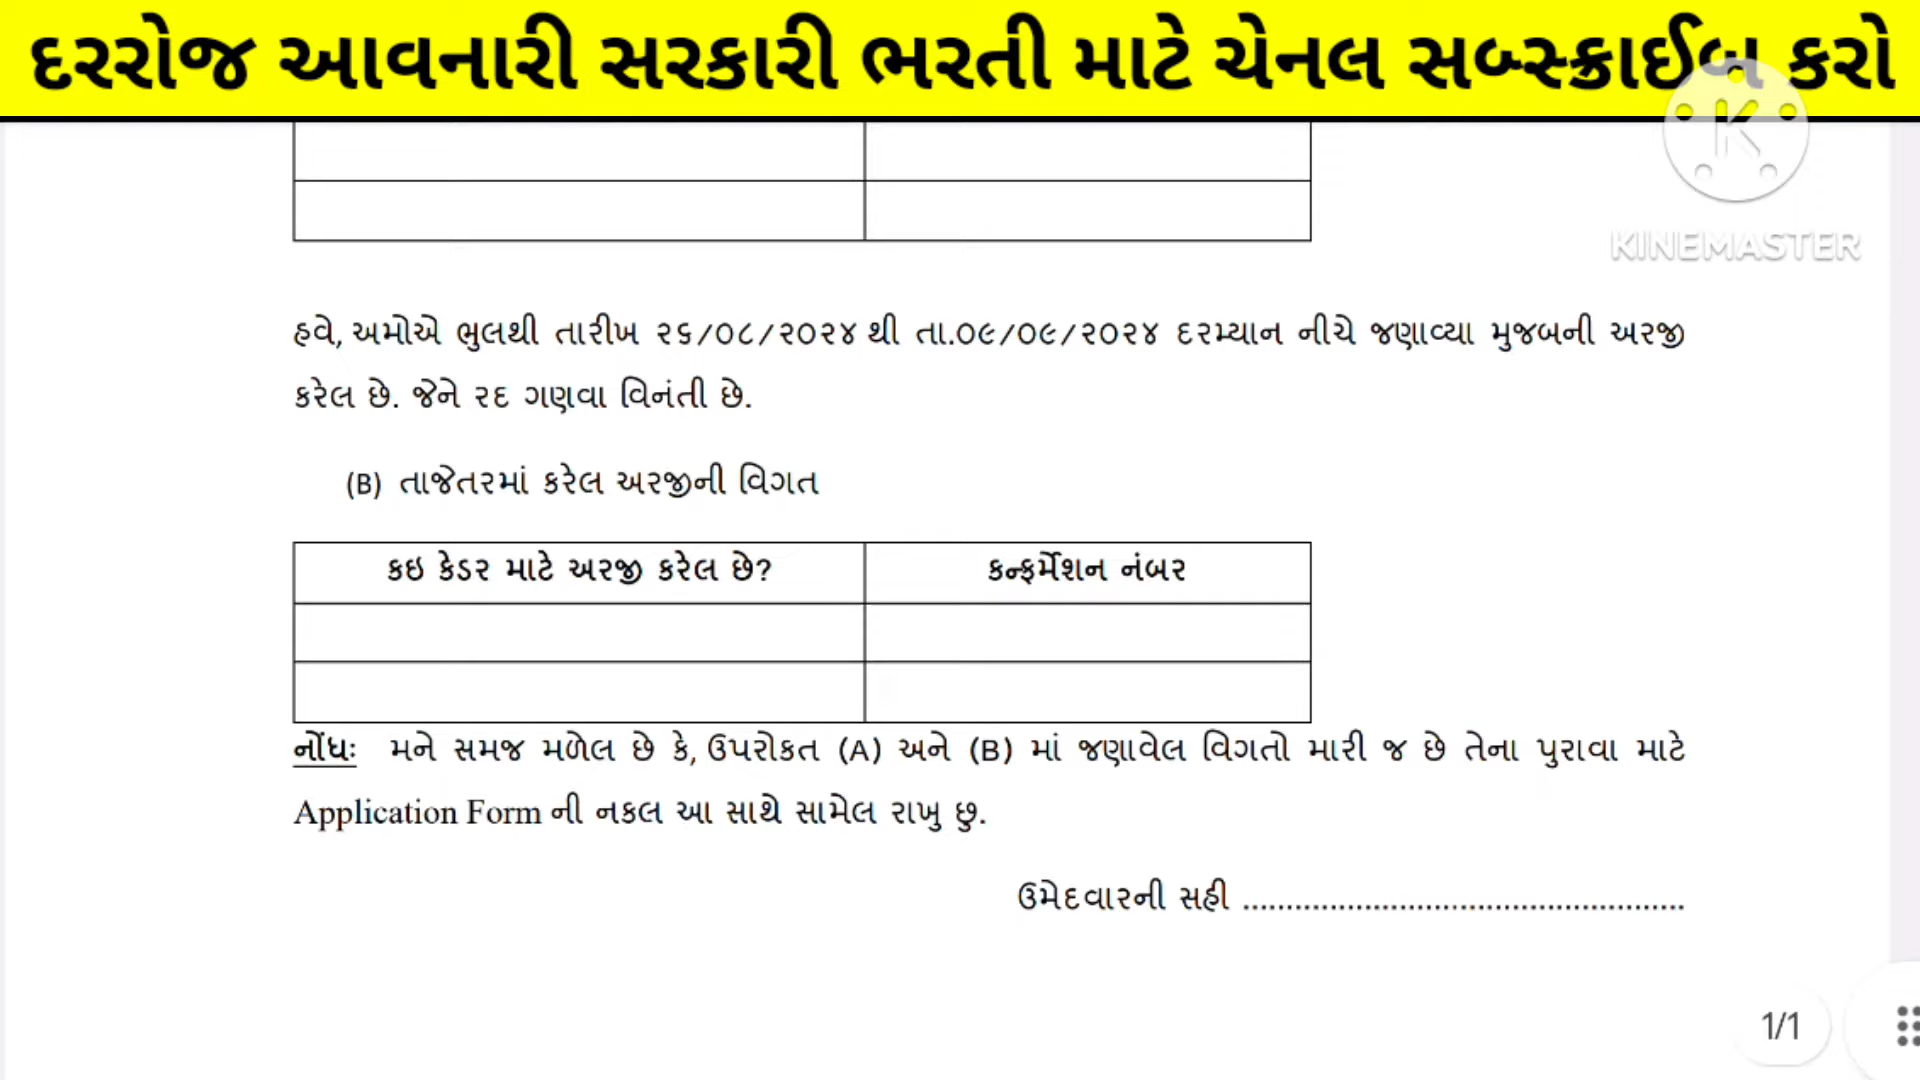 દરરોજ આવનારી સરકારી ભરતી માટે ચેનલ સબ્સ્ક્રાઈબ કરો
KINEMASTER
હવે, અમોએ ભુલથી તારીખ ૨૬/૦૮/૨૦૨૪ થી તા.૦૯/૦૯/૨૦૨૪ દરમ્યાન નીચે જણાવ્યા મુજબની અરજી
કરેલ છે. જેને રદ ગણવા વિનંતી છે.
(B) તાજેતરમાં કરેલ અરજીની વિગત
કઇ કેડર માટે અરજી કરેલ છે? કન્ફર્મેશન નંબર
નોંધઃ મને સમજ મળેલ છે કે, ઉપરોકત (A) અને (B) માં જણાવેલ વિગતો મારી જ છે તેના પુરાવા માટે
Application Form ની નકલ આ સાથે સામેલ રાખુ છુ.
ઉમેદવારની સહી ....................................................
1/1